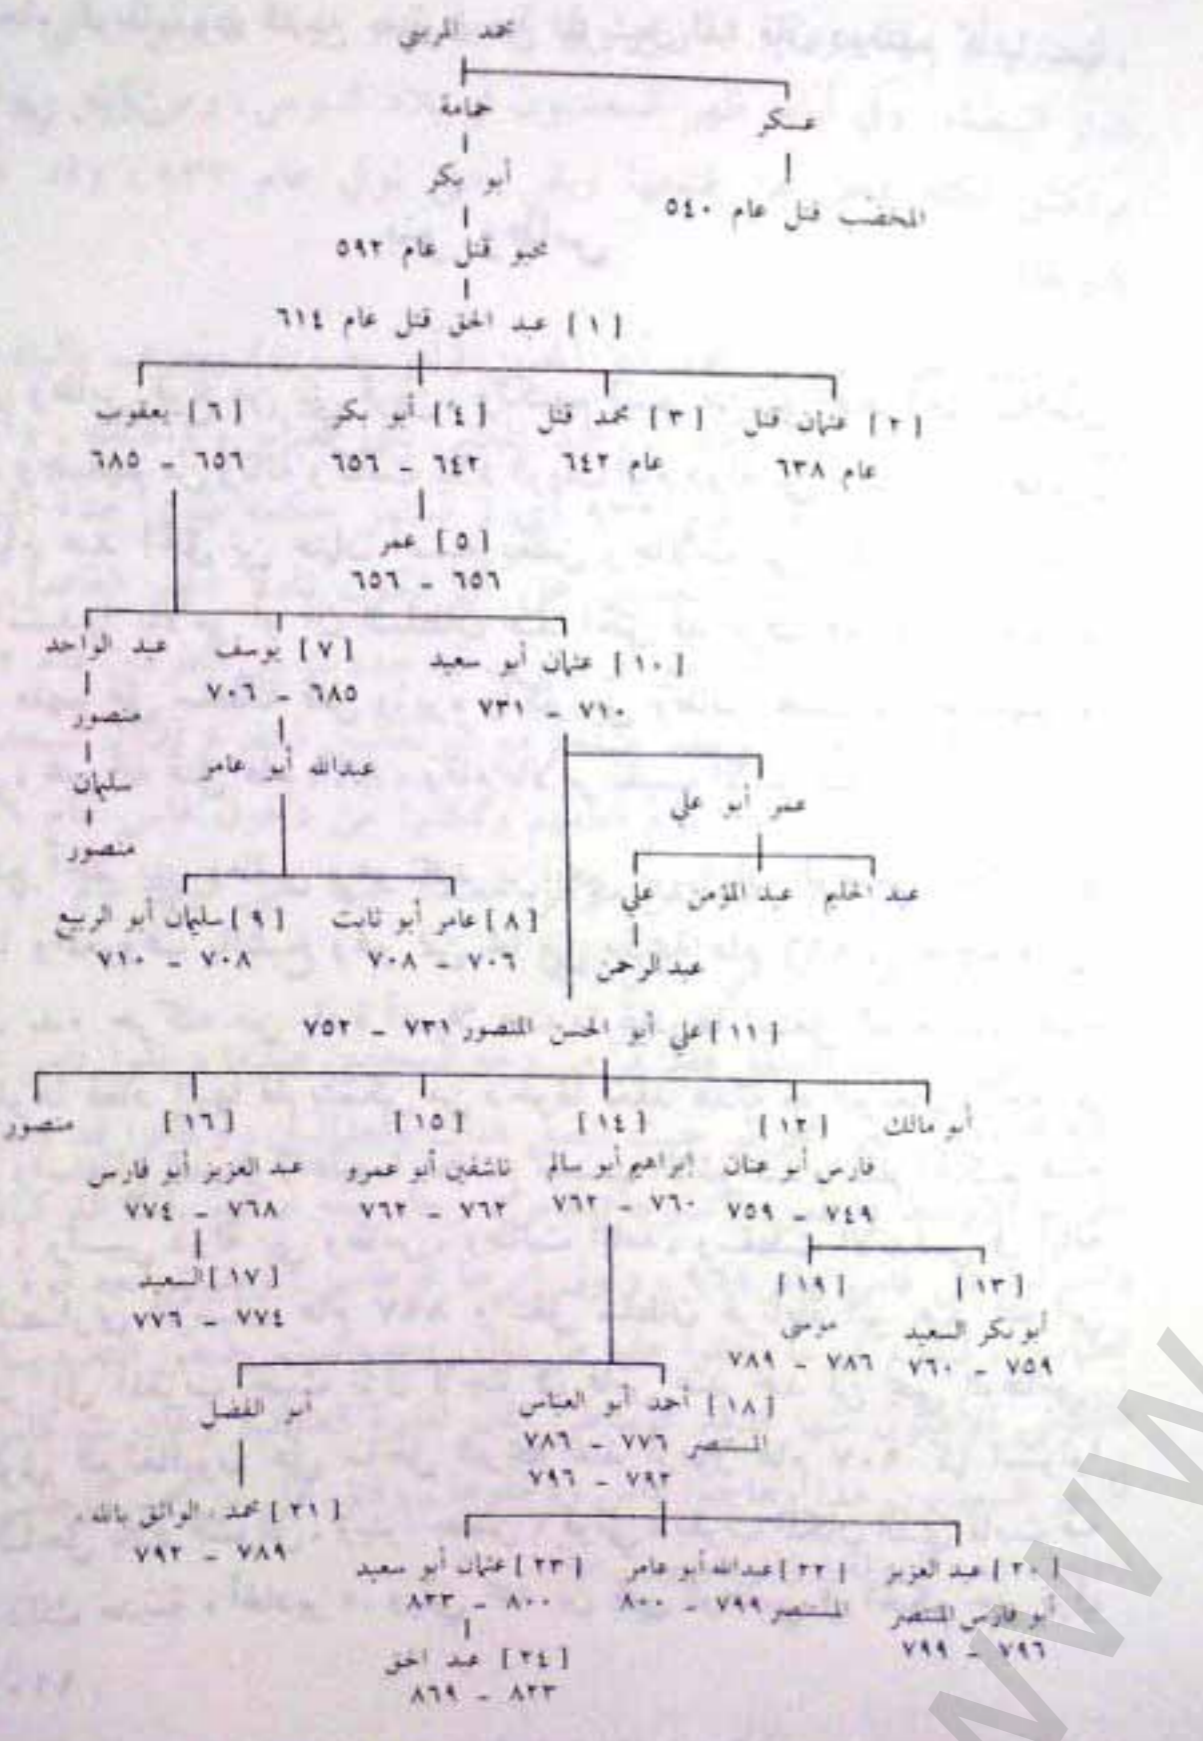 محمد المريني
عسكر
حمامة
أبو بكر
المخضب قتل عام ٥٤٠
محيو قتل عام ٥٩٢
[ ١ ] عبد الحق قتل عام ٦١٤
[ ٢ ] عثمان قتل
عام ٦٣٨
[ ٣ ] محمد قتل
عام ٦٤٢
[ ٤ ] أبو بكر
٦٤٢ - ٦٥٦
[ ٦ ] يعقوب
٦٥٦ - ٦٨٥
[ ٥ ] عمر
٦٥٦ - ٦٥٦
[ ١٠ ] عثمان أبو سعيد
٧١٠ - ٧٣١
[ ٧ ] يوسف
٦٨٥ - ٧٠٦
عبد الواحد
منصور
سليمان
منصور
عبدالله أبو عامر
عمر أبو علي
عبد الحليم
عبد المؤمن
علي
عبد الرحمن
[ ٨ ] عامر أبو ثابت
٧٠٦ - ٧٠٨
[ ٩ ] سليمان أبو الربيع
٧٠٨ - ٧١٠
[ ١١ ] علي أبو الحسن المنصور ٧٣١ - ٧٥٢
أبو مالك
[ ١٢ ]
فارس أبو عنان
٧٤٩ - ٧٥٩
[ ١٤ ]
إبراهيم أبو سالم
٧٦٠ - ٧٦٢
[ ١٥ ]
تاشفين أبو عمرو
٧٦٢ - ٧٦٣
[ ١٦ ]
عبد العزيز أبو فارس
٧٦٨ - ٧٧٤
منصور
[ ١٣ ]
أبو بكر السعيد
٧٥٩ - ٧٦٠
[ ١٩ ]
موسى
٧٨٦ - ٧٨٩
[ ١٧ ] السعيد
٧٧٤ - ٧٧٦
[ ١٨ ] أحمد أبو العباس
المستنصر ٧٧٦ - ٧٨٦
٧٩٢ - ٧٩٦
أبو الفضل
[ ٢١ ] محمد ، الواثق بالله ،
٧٨٩ - ٧٩٢
[ ٢٠ ] عبد العزيز
أبو فارس المنتصر
٧٩٦ - ٧٩٩
[ ٢٢ ] عبدالله أبو عامر
المستنصر ٧٩٩ - ٨٠٠
[ ٢٣ ] عثمان أبو سعيد
٨٠٠ - ٨٢٣
[ ٢٤ ] عبد الحق
٨٢٣ - ٨٦٩